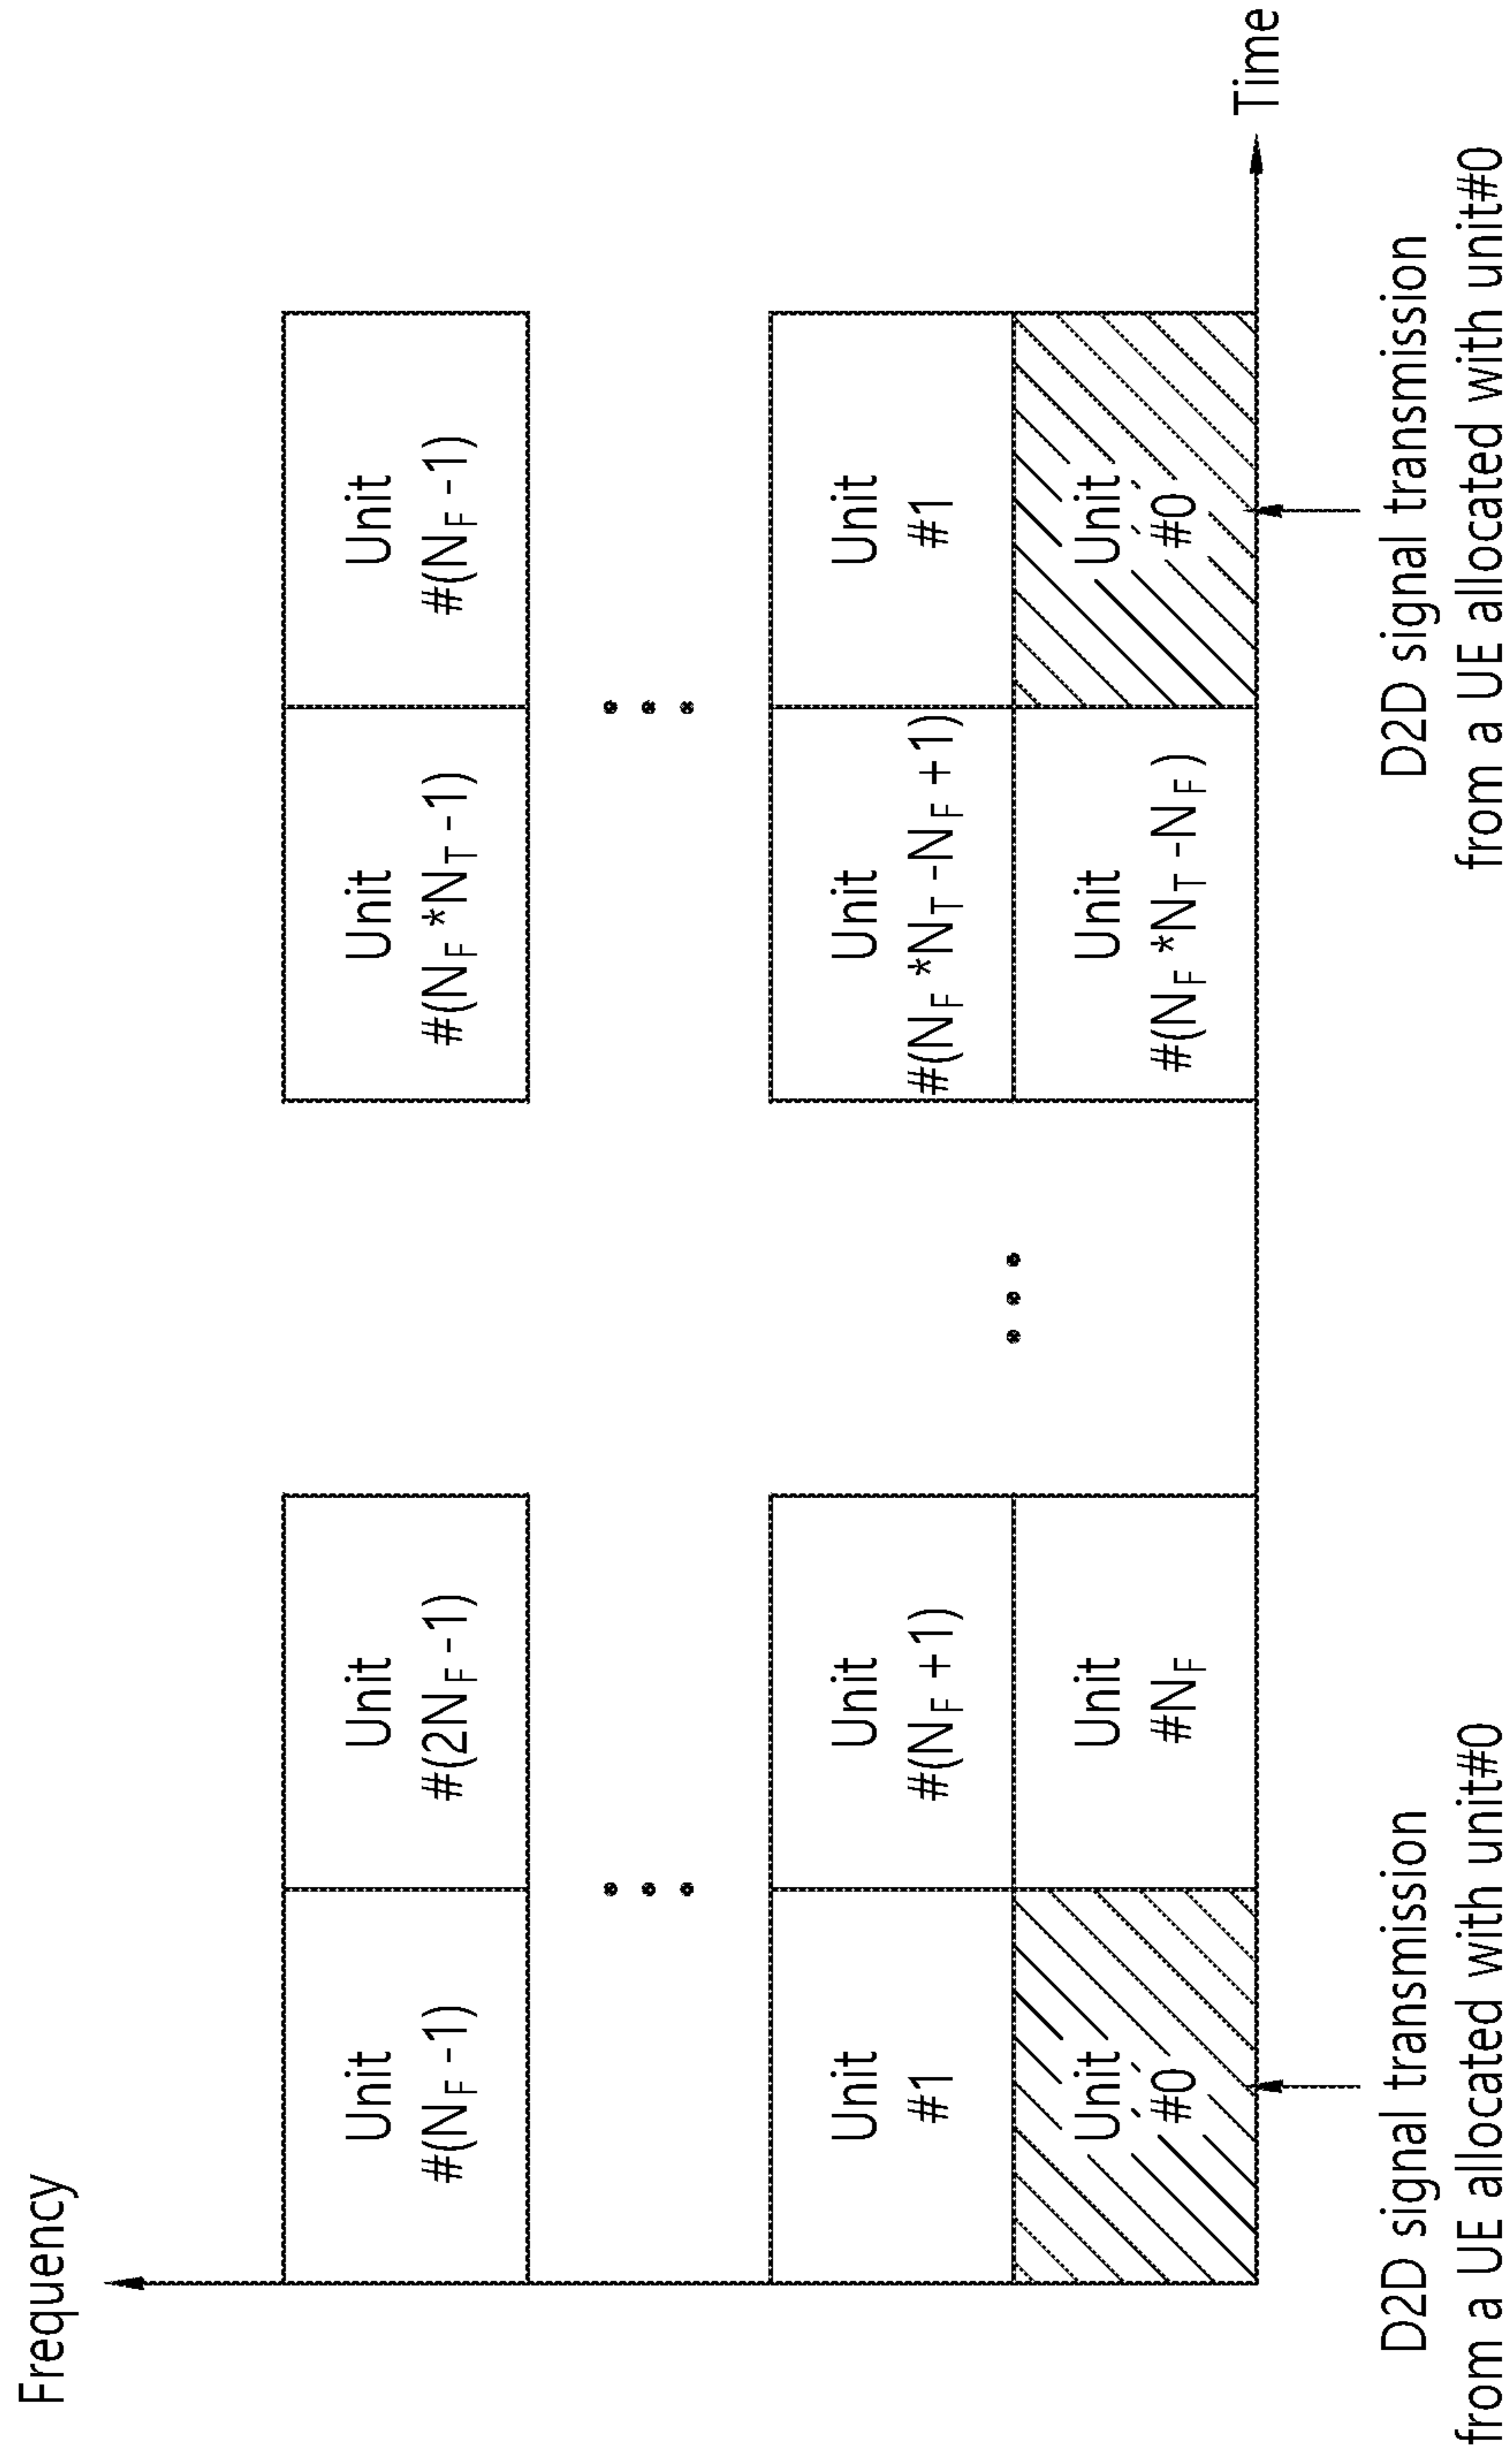 Frequency
Unit
#(N_F-1)
Unit
#(2N_F-1)
Unit
#(N_F*N_T-1)
Unit
#(N_F-1)
Unit
#1
Unit
#(N_F+1)
Unit
#(N_F*N_T-N_F+1)
Unit
#1
Unit
#0
Unit
#N_F
Unit
#(N_F*N_T-N_F)
Unit
#0
Time
D2D signal transmission
from a UE allocated with unit#0
D2D signal transmission
from a UE allocated with unit#0